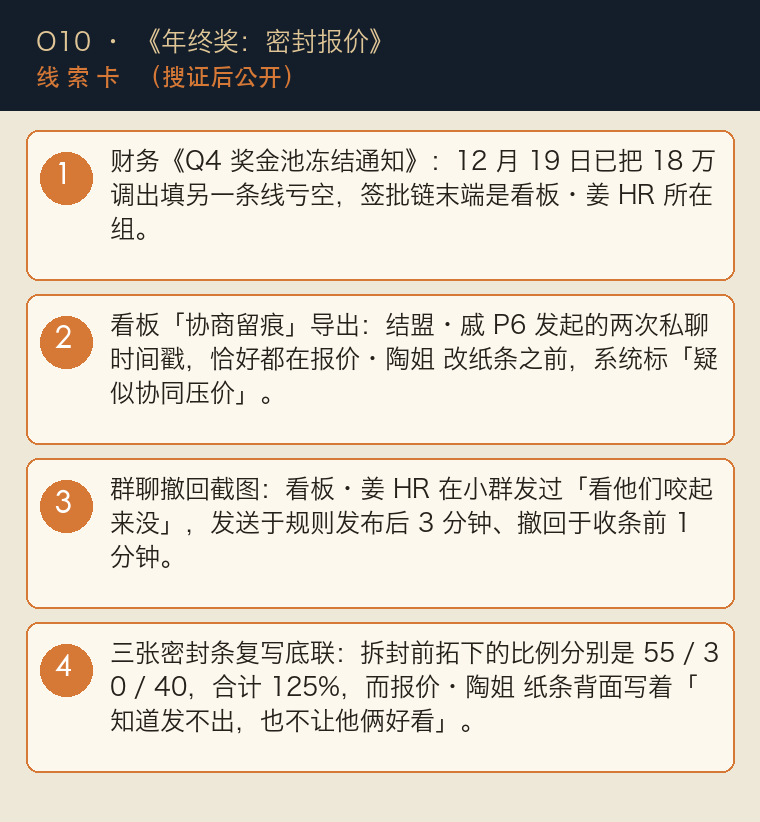 O10 · 《年终奖：密封报价》
线 索 卡 （搜证后公开）
1
财务《Q4 奖金池冻结通知》：12 月 19 日已把 18 万
调出填另一条线亏空，签批链末端是看板・姜 HR 所在
组。
2
看板「协商留痕」导出：结盟・戚 P6 发起的两次私聊
时间戳，恰好都在报价・陶姐 改纸条之前，系统标「疑
似协同压价」。
3
群聊撤回截图：看板・姜 HR 在小群发过「看他们咬起
来没」，发送于规则发布后 3 分钟、撤回于收条前 1
分钟。
4
三张密封条复写底联：拆封前拓下的比例分别是 55 / 3
0 / 40，合计 125%，而报价・陶姐 纸条背面写着「
知道发不出，也不让他俩好看」。